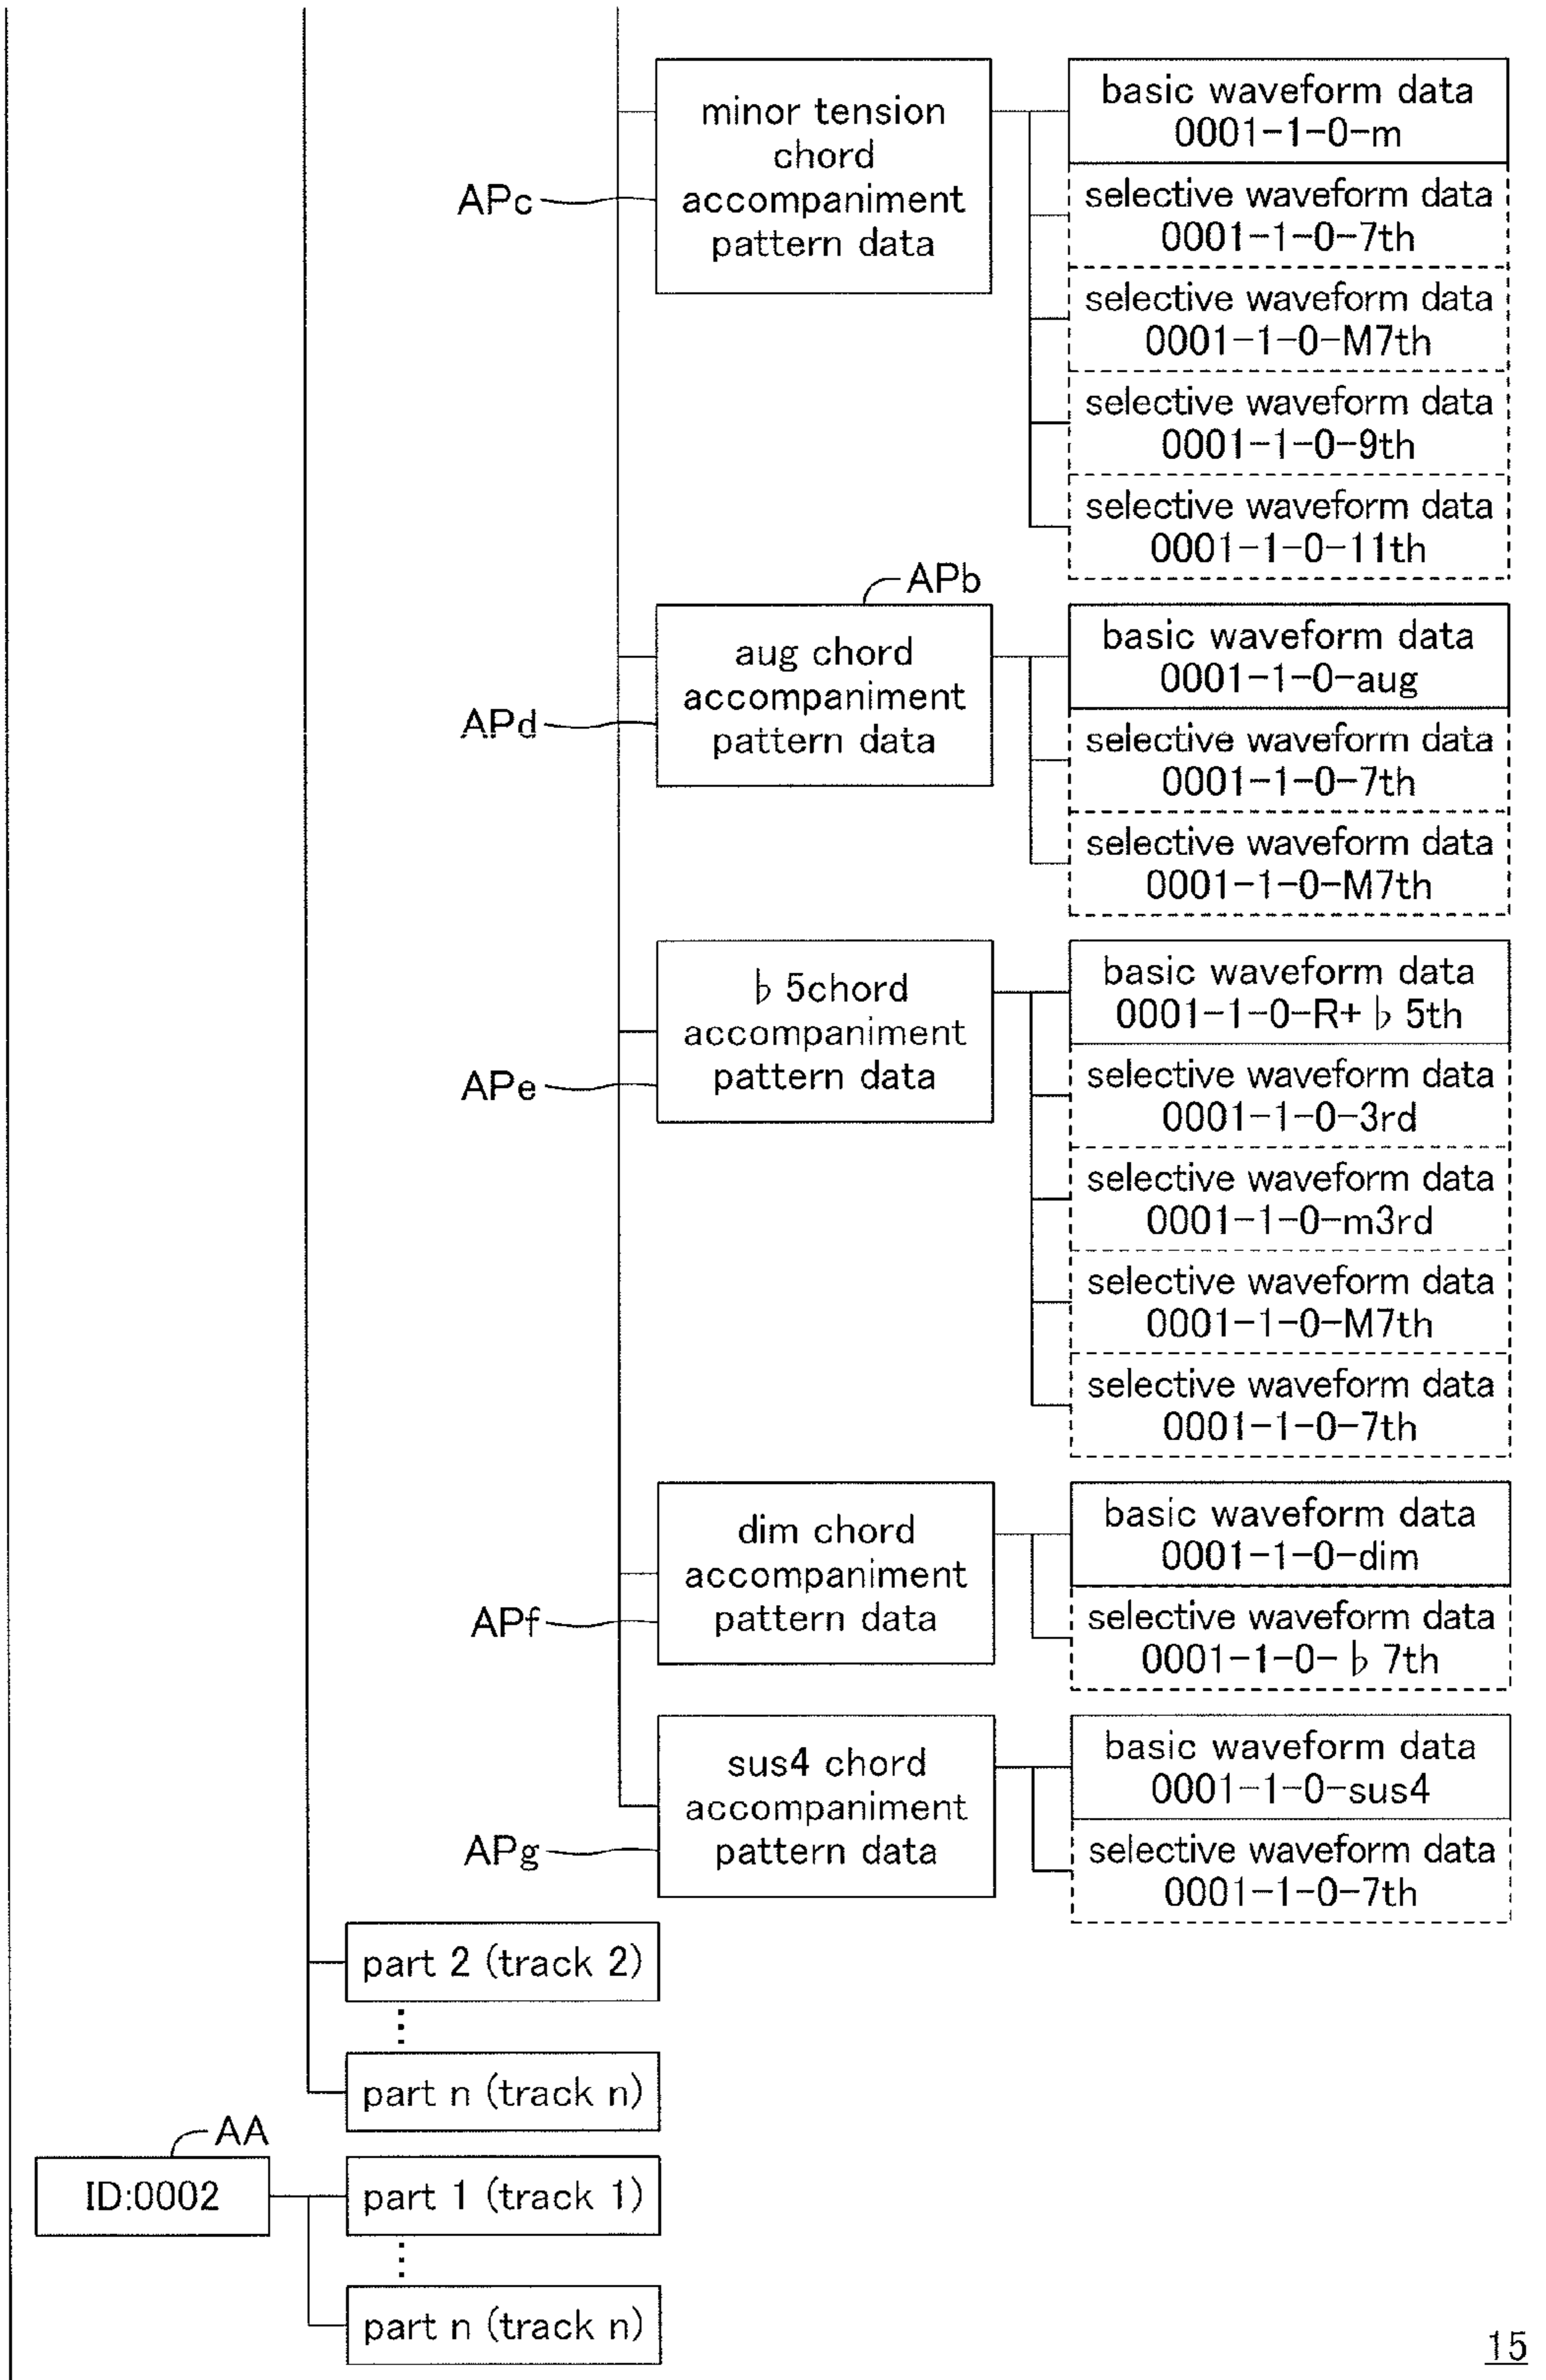 minor tension
chord
accompaniment
pattern data
APc
basic waveform data
0001-1-0-m
selective waveform data
0001-1-0-7th
selective waveform data
0001-1-0-M7th
selective waveform data
0001-1-0-9th
selective waveform data
0001-1-0-11th
APb
aug chord
accompaniment
pattern data
APd
basic waveform data
0001-1-0-aug
selective waveform data
0001-1-0-7th
selective waveform data
0001-1-0-M7th
♭ 5chord
accompaniment
pattern data
APe
basic waveform data
0001-1-0-R+ ♭ 5th
selective waveform data
0001-1-0-3rd
selective waveform data
0001-1-0-m3rd
selective waveform data
0001-1-0-M7th
selective waveform data
0001-1-0-7th
dim chord
accompaniment
pattern data
APf
basic waveform data
0001-1-0-dim
selective waveform data
0001-1-0- ♭ 7th
sus4 chord
accompaniment
pattern data
APg
basic waveform data
0001-1-0-sus4
selective waveform data
0001-1-0-7th
part 2 (track 2)
part n (track n)
AA
ID:0002
part 1 (track 1)
part n (track n)
15